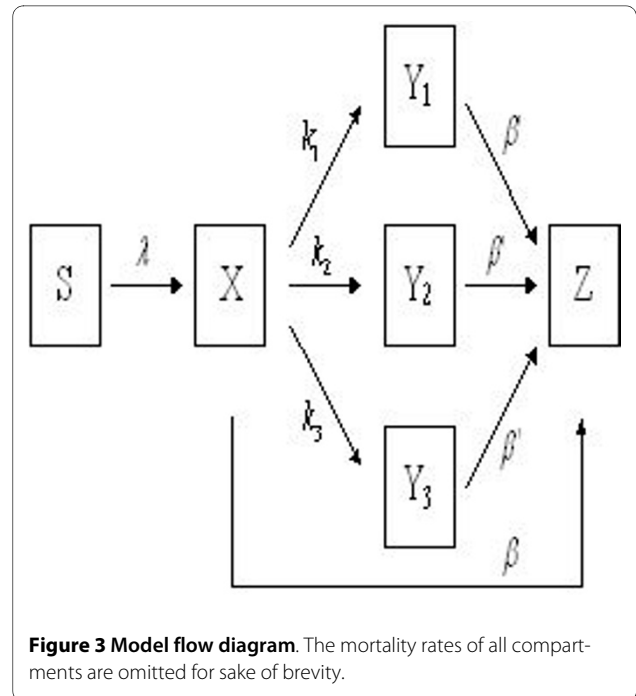 Y₁
k₁
β
S
λ
X
k₂
β
Y₂
Z
k₃
β'
Y₃
β
Figure 3 Model flow diagram. The mortality rates of all compart-
ments are omitted for sake of brevity.